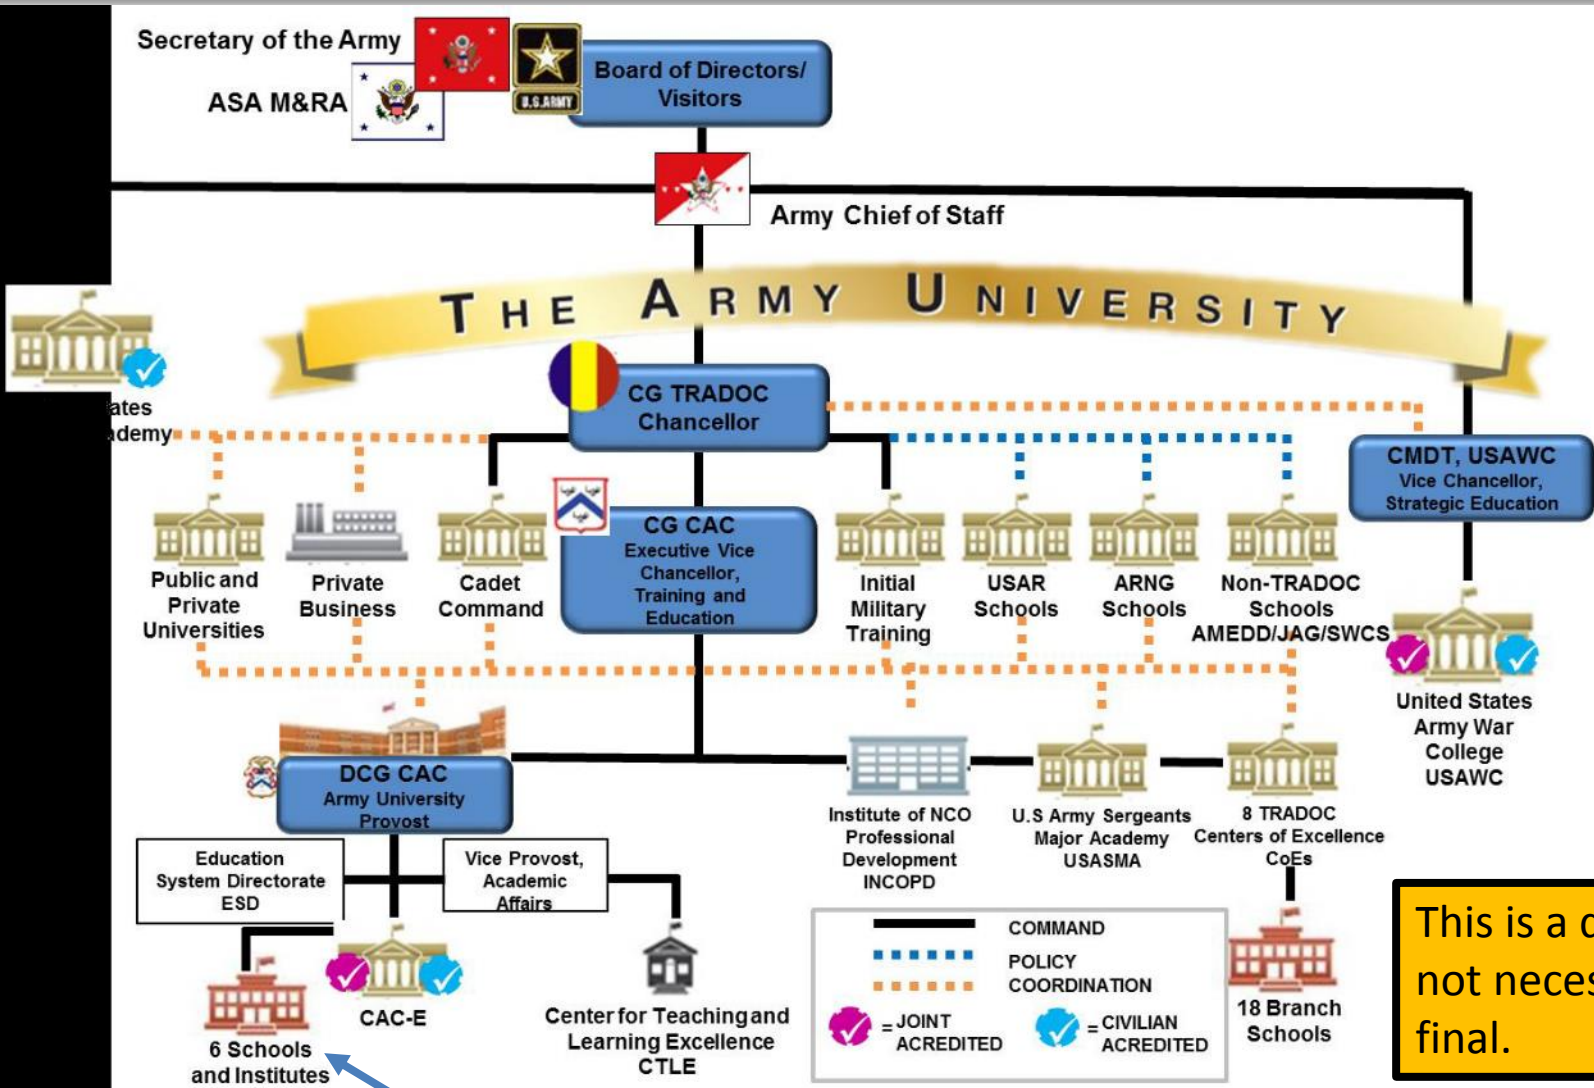 Secretary of the Army
ASA M&RA
U.S.ARMY
Board of Directors/
Visitors
Army Chief of Staff
THE ARMY UNIVERSITY
CG TRADOC
Chancellor
ates
ademy
CMDT, USAWC
Vice Chancellor,
Strategic Education
CG CAC
Executive Vice
Chancellor,
Training and
Education
Public and
Private
Universities
Private
Business
Cadet
Command
Initial
Military
Training
USAR
Schools
ARNG
Schools
Non-TRADOC
Schools
AMEDD/JAG/SWCS
United States
Army War
College
USAWC
DCG CAC
Army University
Provost
Institute of NCO
Professional
Development
INCOPD
U.S Army Sergeants
Major Academy
USASMA
8 TRADOC
Centers of Excellence
CoEs
Education
System Directorate
ESD
Vice Provost,
Academic
Affairs
6 Schools
and Institutes
CAC-E
Center for Teaching and
Learning Excellence
CTLE
COMMAND
POLICY
COORDINATION
= JOINT
ACREDITED
= CIVILIAN
ACREDITED
18 Branch
Schools
This is a
not
final.